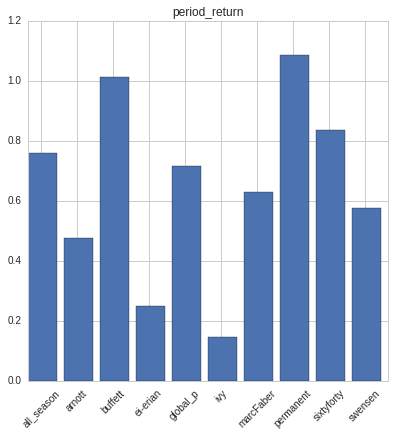 period_return
1.2
1.0
0.8
0.6
0.4
0.2
0.0
all_season
arnott
buffett
el-erian
global_p
ivy
marcFaber
permanent
sixtyforty
swensen